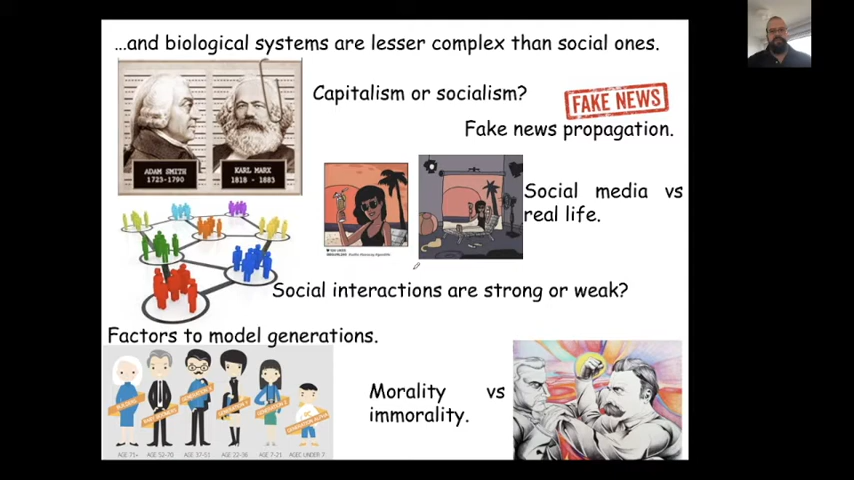 ...and biological systems are lesser complex than social ones.
Capitalism or socialism?
FAKE NEWS
Fake news propagation.
ADAM SMITH
1723-1790
KARL MARX
1818 - 1883
Social media vs
real life.
Social interactions are strong or weak?
Factors to model generations.
AGE 71+
AGE 52-70
AGE 37-51
AGE 22-36
AGE 7-21
AGEC UNDER 7
Morality vs
immorality.